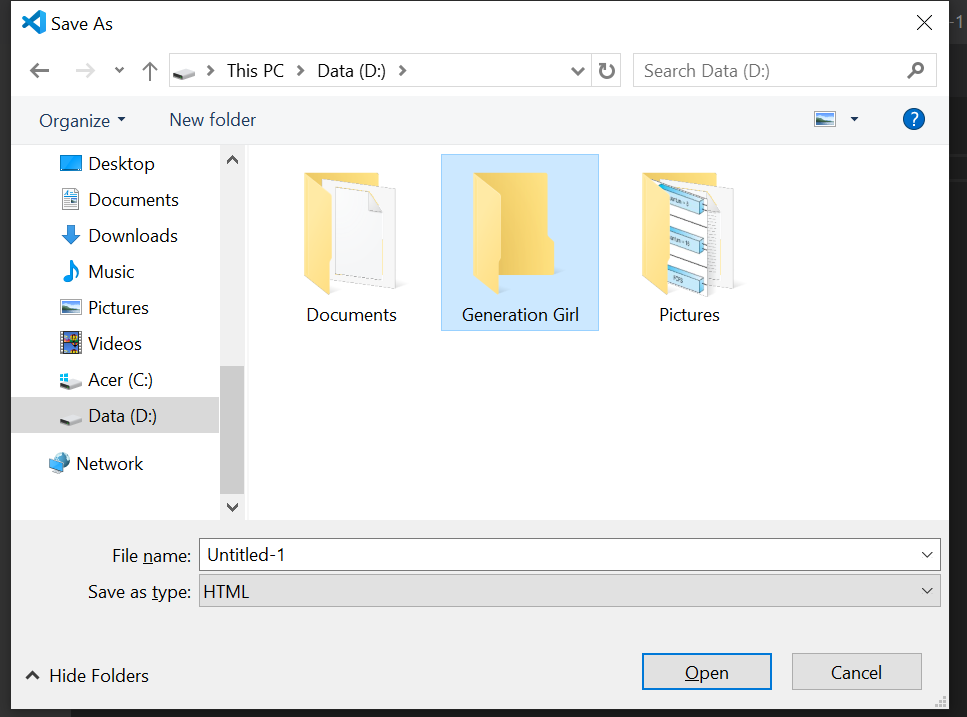 Save As
-1
This PC
Data (D:)
Search Data (D:)
Organize
New folder
?
Desktop
Documents
Downloads
Music
Pictures
Videos
Acer (C:)
Data (D:)
Network
Documents
Generation Girl
Pictures
File name:
Untitled-1
Save as type:
HTML
Hide Folders
Open
Cancel